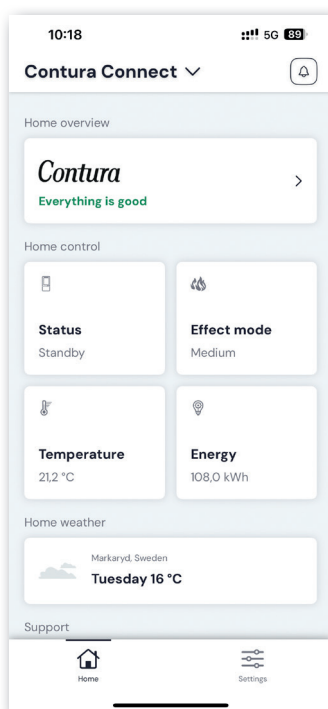 10:18
5G 89
Contura Connect
Home overview
Contura
Everything is good
Home control
Status
Standby
Effect mode
Medium
Temperature
21,2 °C
Energy
108,0 kWh
Home weather
Markaryd, Sweden
Tuesday 16 °C
Support
Home
Settings